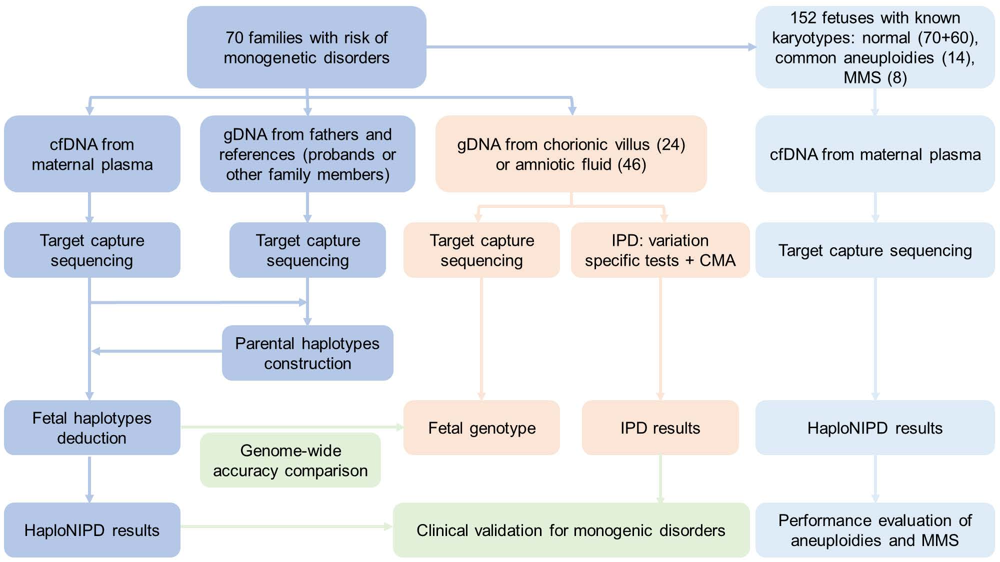 70 families with risk of
monogenetic disorders
152 fetuses with known
karyotypes: normal (70+60),
common aneuploidies (14),
MMS (8)
cfDNA from
maternal plasma
gDNA from fathers and
references (probands or
other family members)
gDNA from chorionic villus (24)
or amniotic fluid (46)
cfDNA from maternal plasma
Target capture
sequencing
Target capture
sequencing
Target capture
sequencing
IPD: variation
specific tests + CMA
Target capture sequencing
Parental haplotypes
construction
Fetal haplotypes
deduction
Genome-wide
accuracy comparison
Fetal genotype
IPD results
HaploNIPD results
HaploNIPD results
Clinical validation for monogenic disorders
Performance evaluation of
aneuploidies and MMS